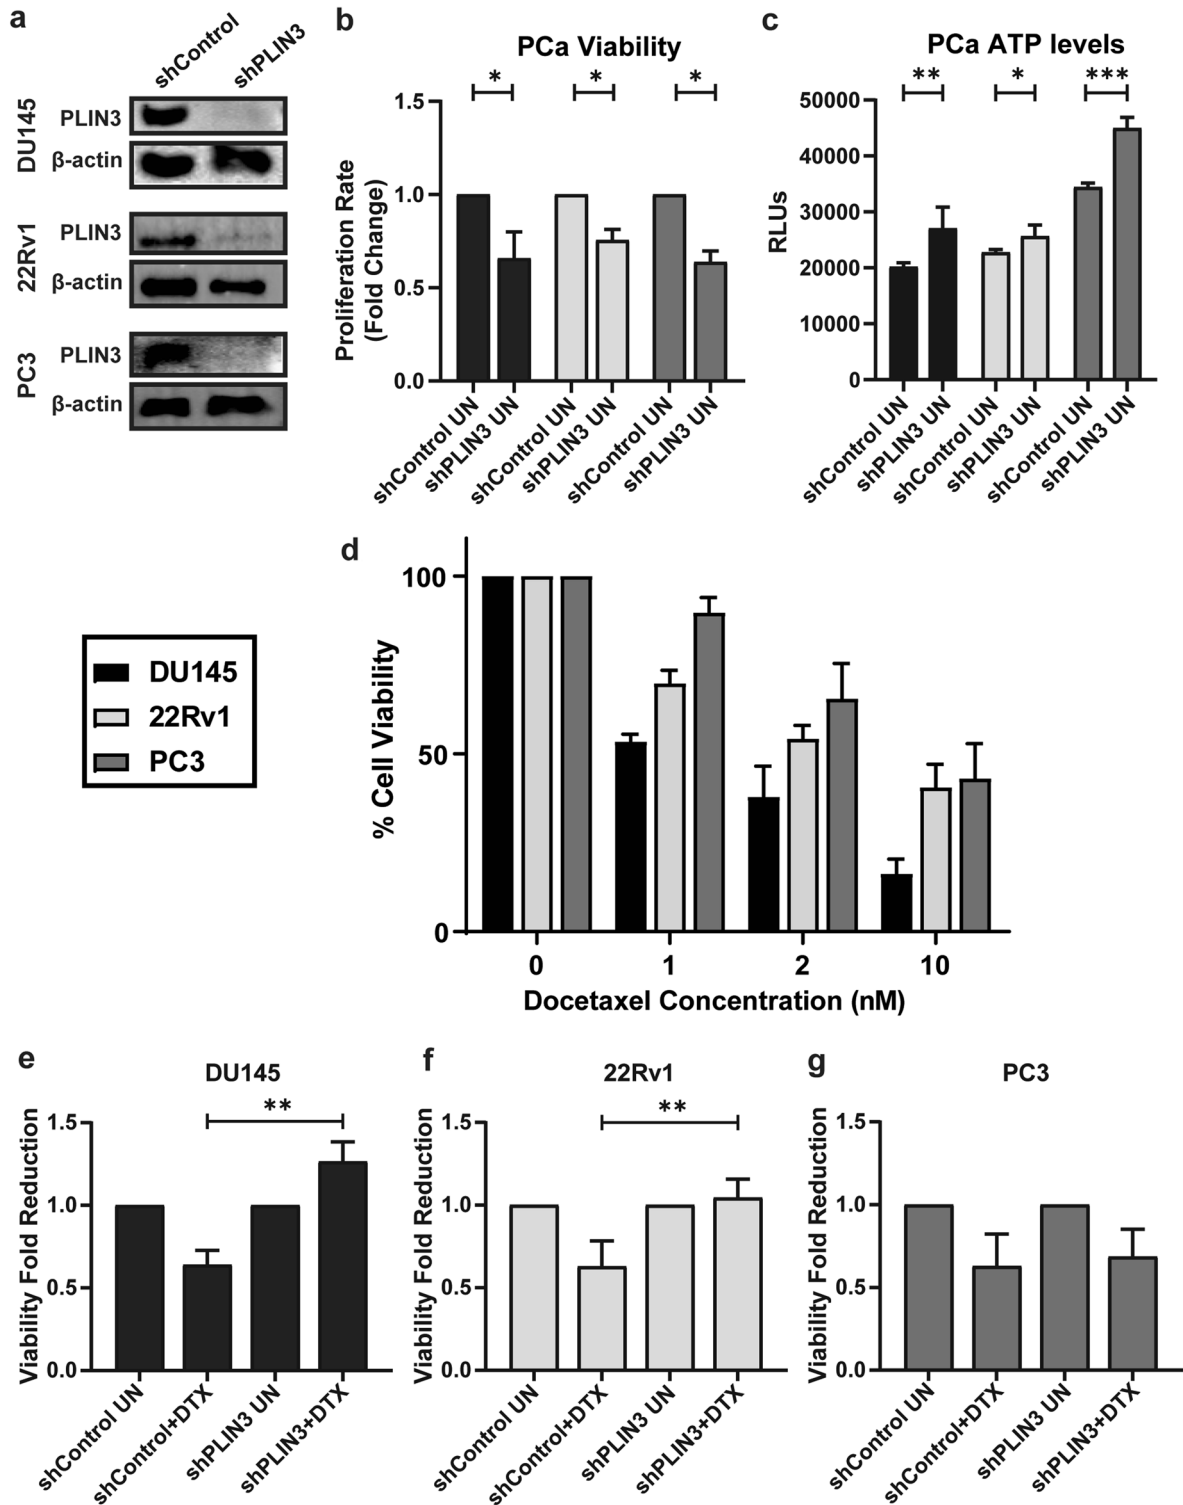 a
shControl
shPLIN3
DU145
PLIN3
β-actin
22Rv1
PLIN3
β-actin
PC3
PLIN3
β-actin
b
PCa Viability
* * *
Proliferation Rate
(Fold Change)
1.5
1.0
0.5
0.0
shControl UN
shPLIN3 UN
shControl UN
shPLIN3 UN
shControl UN
shPLIN3 UN
c
PCa ATP levels
** * ***
RLUs
50000
40000
30000
20000
10000
0
shControl UN
shPLIN3 UN
shControl UN
shPLIN3 UN
shControl UN
shPLIN3 UN
DU145
22Rv1
PC3
d
% Cell Viability
100
50
0
0 1 2 10
Docetaxel Concentration (nM)
e
DU145
**
Viability Fold Reduction
1.5
1.0
0.5
0.0
shControl UN
shControl+DTX
shPLIN3 UN
shPLIN3+DTX
f
22Rv1
**
Viability Fold Reduction
1.5
1.0
0.5
0.0
shControl UN
shControl+DTX
shPLIN3 UN
shPLIN3+DTX
g
PC3
Viability Fold Reduction
1.5
1.0
0.5
0.0
shControl UN
shControl+DTX
shPLIN3 UN
shPLIN3+DTX